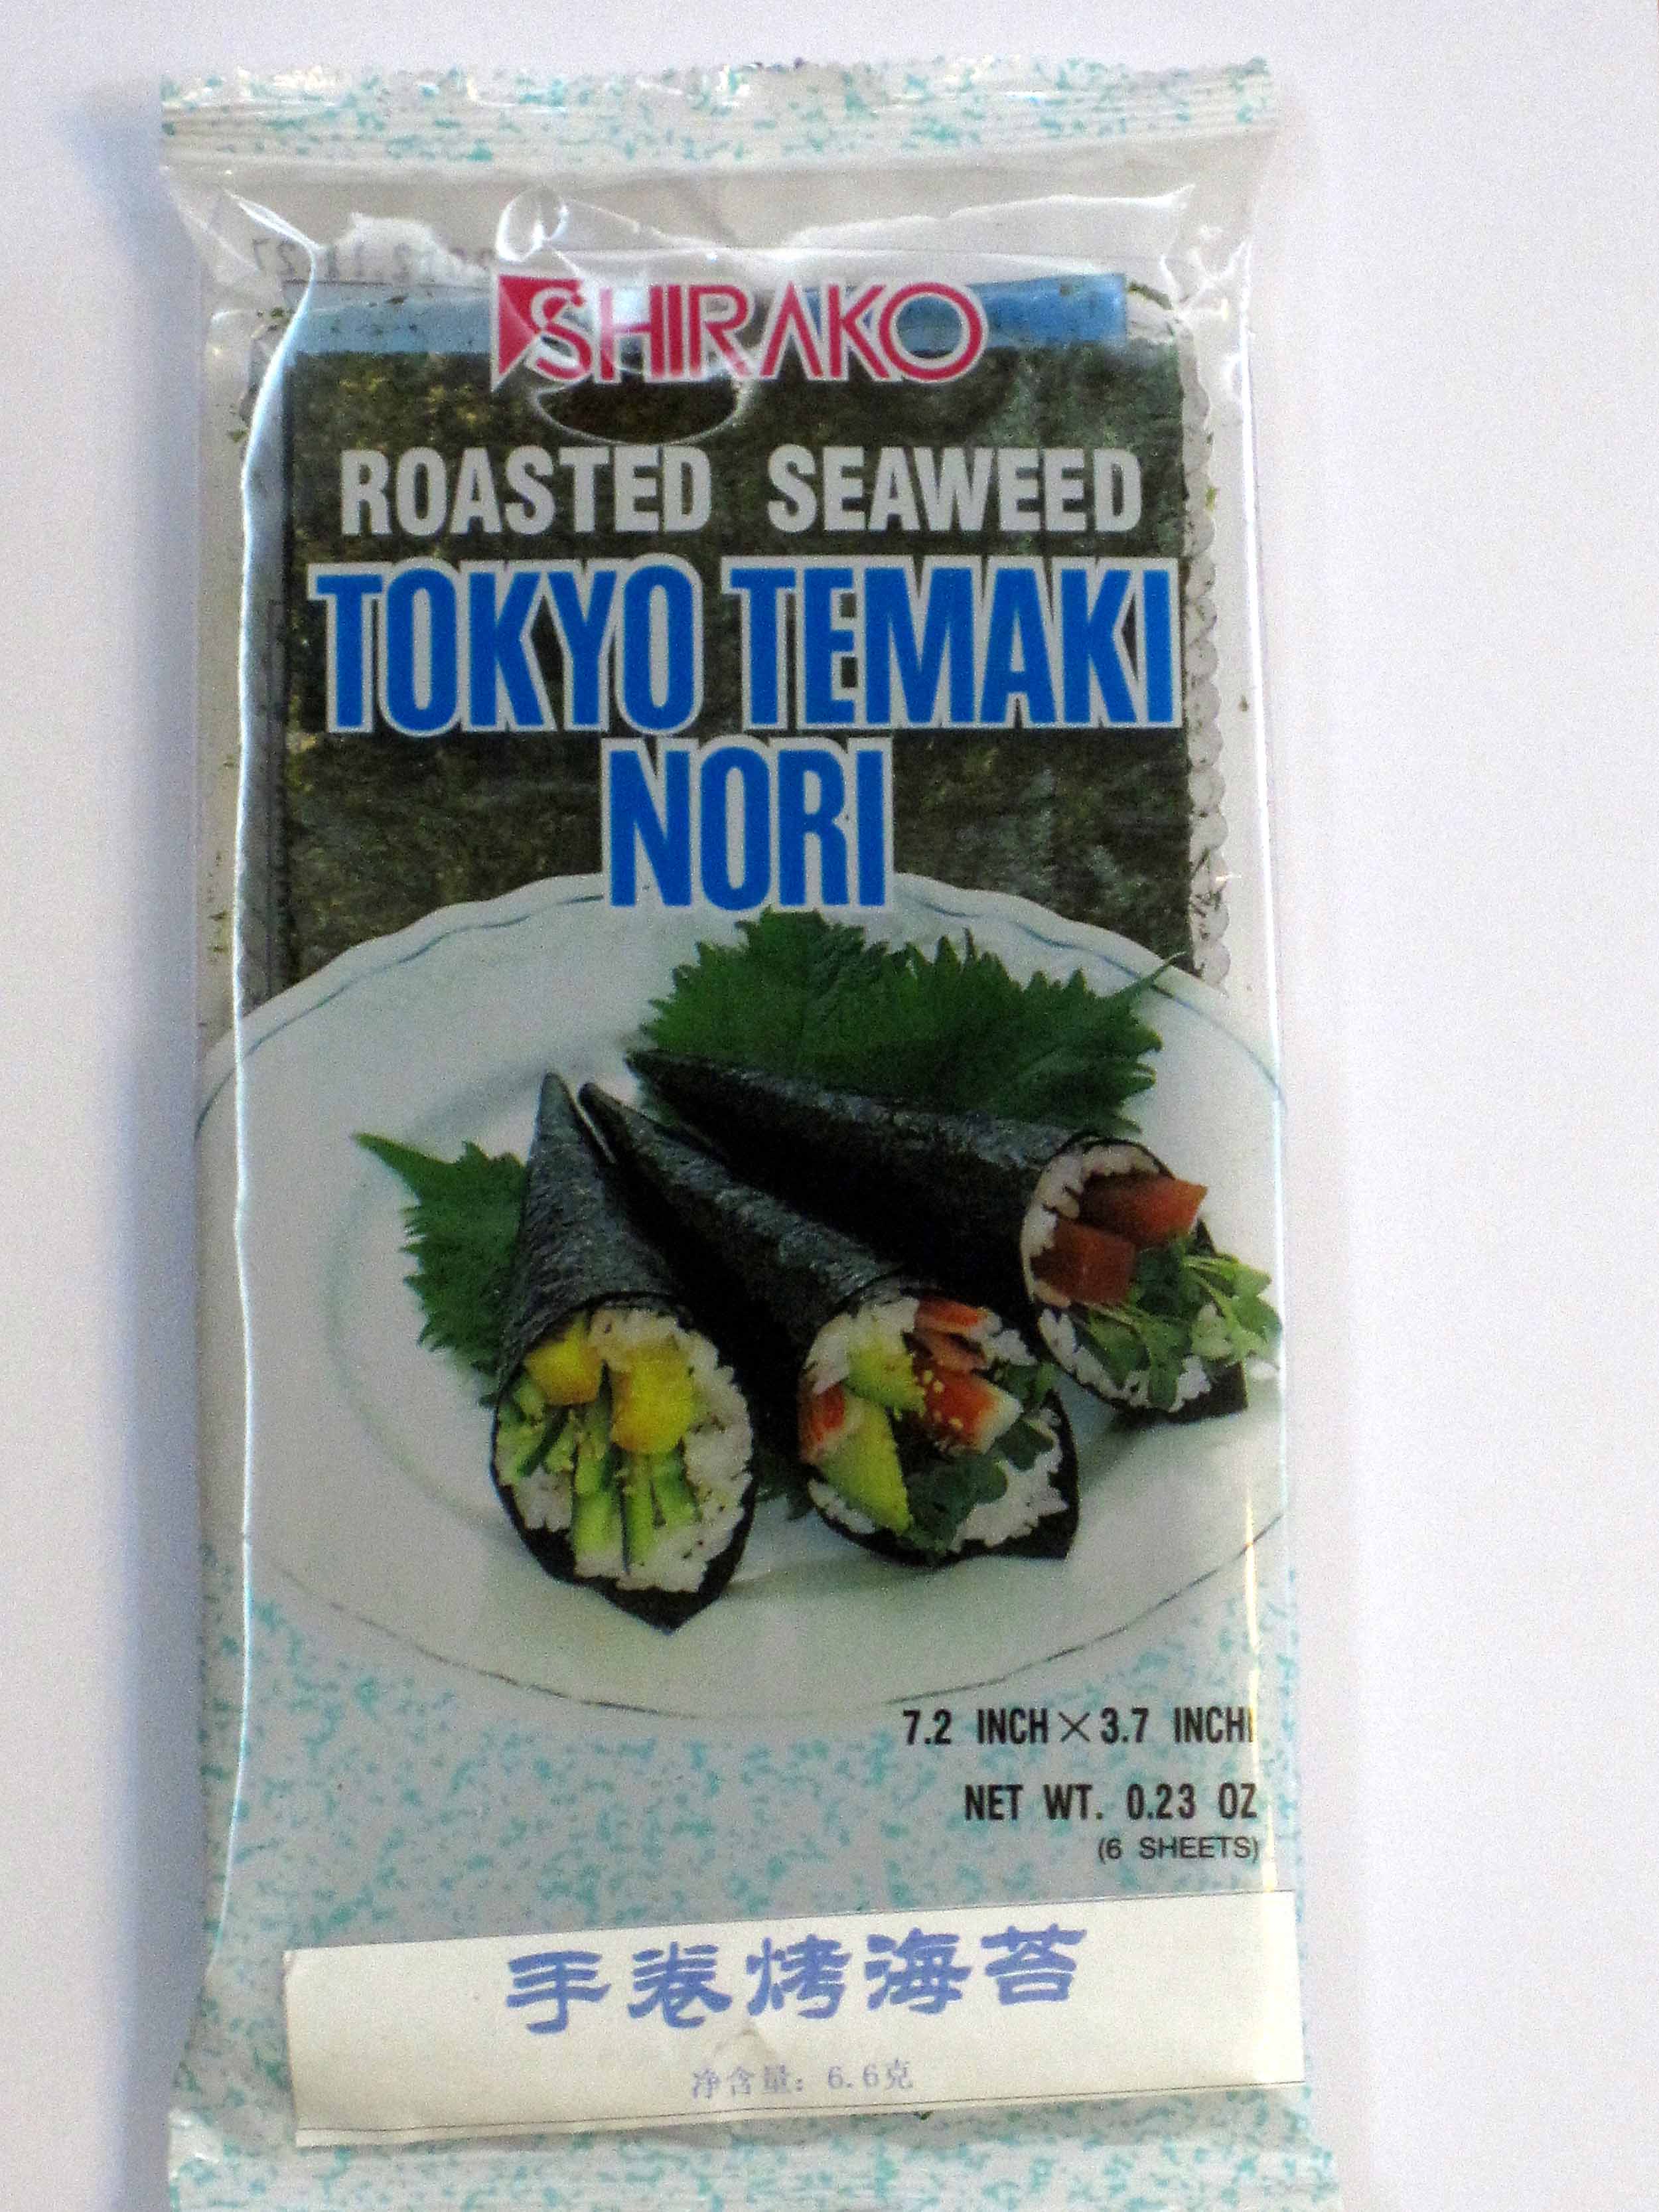 SHIRAKO
ROASTED SEAWEED
TOKYO TEMAKI
NORI
7.2 INCH×3.7 INCH
NET WT. 0.23 OZ
(6 SHEETS)
手卷烤海苔
净含量: 6.6克